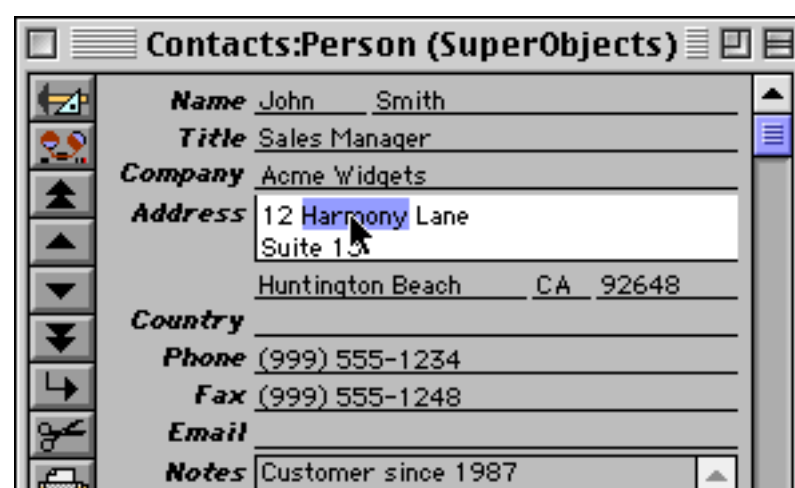 Contacts:Person (SuperObjects)
Name John Smith
Title Sales Manager
Company Acme Widgets
Address 12 Harmony Lane
Suite
Huntington Beach CA 92648
Country
Phone (999) 555-1234
Fax (999) 555-1248
Email
Notes Customer since 1987